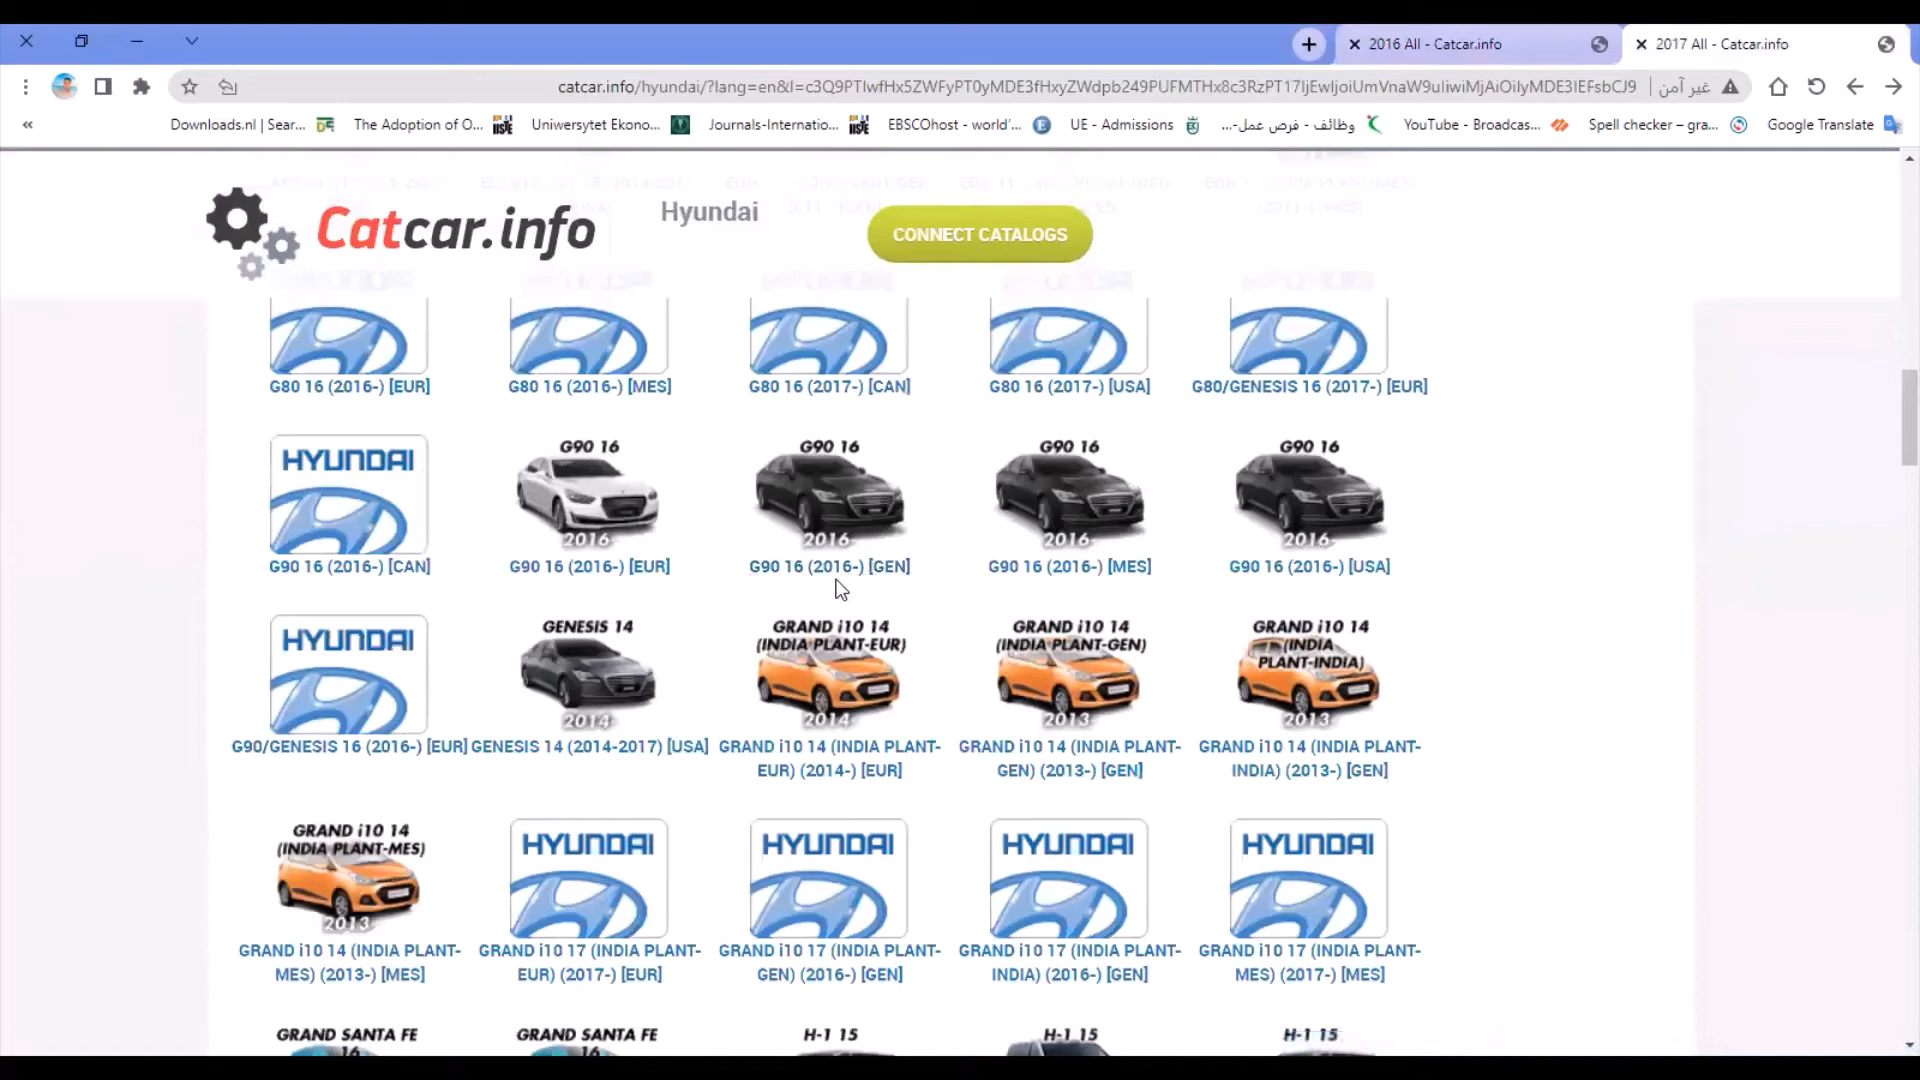 2016 All - Catcar.info
2017 All - Catcar.info
catcar.info/hyundai/?lang=en&l=c3Q9PTIwfHx5ZWFyPT0yMDE3fHxyZWdpb249PUFMTHx8c3RzPT17IjEwIjoiUmVnaW9uIiwiMjAiOiIyMDE3IEFsbCJ9
غير آمن
«
Downloads.nl | Sear...
The Adoption of O...
Uniwersytet Ekono...
Journals-Internatio...
EBSCOhost - world'...
UE - Admissions
وظائف - فرص عمل-...
YouTube - Broadcas...
Spell checker – gra...
Google Translate
Catcar.info
Hyundai
CONNECT CATALOGS
G80 16 (2016-) [EUR]
G80 16 (2016-) [MES]
G80 16 (2017-) [CAN]
G80 16 (2017-) [USA]
G80/GENESIS 16 (2017-) [EUR]
HYUNDAI
G90 16 (2016-) [CAN]
G90 16
2016-
G90 16 (2016-) [EUR]
G90 16
2016-
G90 16 (2016-) [GEN]
G90 16
2016-
G90 16 (2016-) [MES]
G90 16
2016-
G90 16 (2016-) [USA]
HYUNDAI
G90/GENESIS 16 (2016-) [EUR]
GENESIS 14
2014-
GENESIS 14 (2014-2017) [USA]
GRAND i10 14
(INDIA PLANT-EUR)
2014-
GRAND i10 14 (INDIA PLANT-
EUR) (2014-) [EUR]
GRAND i10 14
(INDIA PLANT-GEN)
2013-
GRAND i10 14 (INDIA PLANT-
GEN) (2013-) [GEN]
GRAND i10 14
(INDIA
PLANT-INDIA)
2013-
GRAND i10 14 (INDIA PLANT-
INDIA) (2013-) [GEN]
GRAND i10 14
(INDIA PLANT-MES)
2013-
GRAND i10 14 (INDIA PLANT-
MES) (2013-) [MES]
HYUNDAI
GRAND i10 17 (INDIA PLANT-
EUR) (2017-) [EUR]
HYUNDAI
GRAND i10 17 (INDIA PLANT-
GEN) (2016-) [GEN]
HYUNDAI
GRAND i10 17 (INDIA PLANT-
INDIA) (2016-) [GEN]
HYUNDAI
GRAND i10 17 (INDIA PLANT-
MES) (2017-) [MES]
GRAND SANTA FE
16
GRAND SANTA FE
16
H-1 15
H-1 15
H-1 15